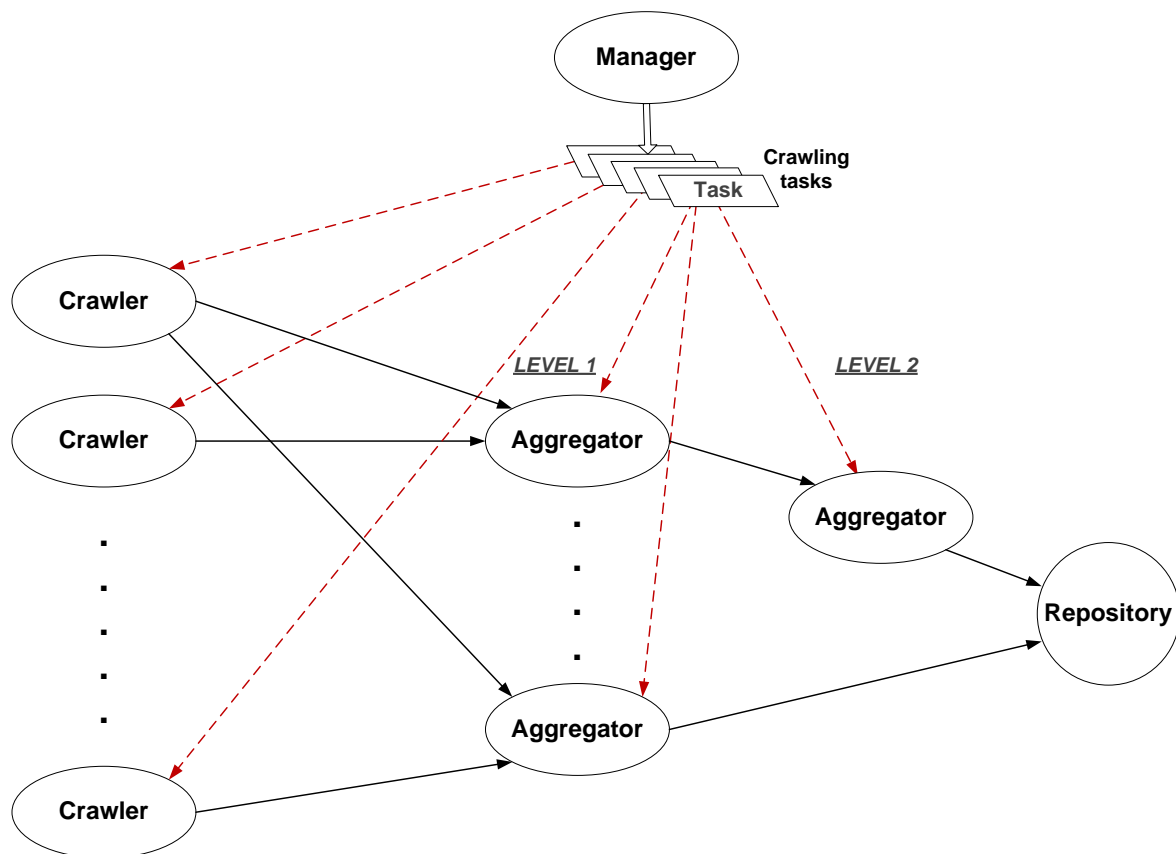 Manager
Crawling
tasks
Task
Crawler
LEVEL 1
LEVEL 2
Crawler
Aggregator
Aggregator
Repository
Aggregator
Crawler